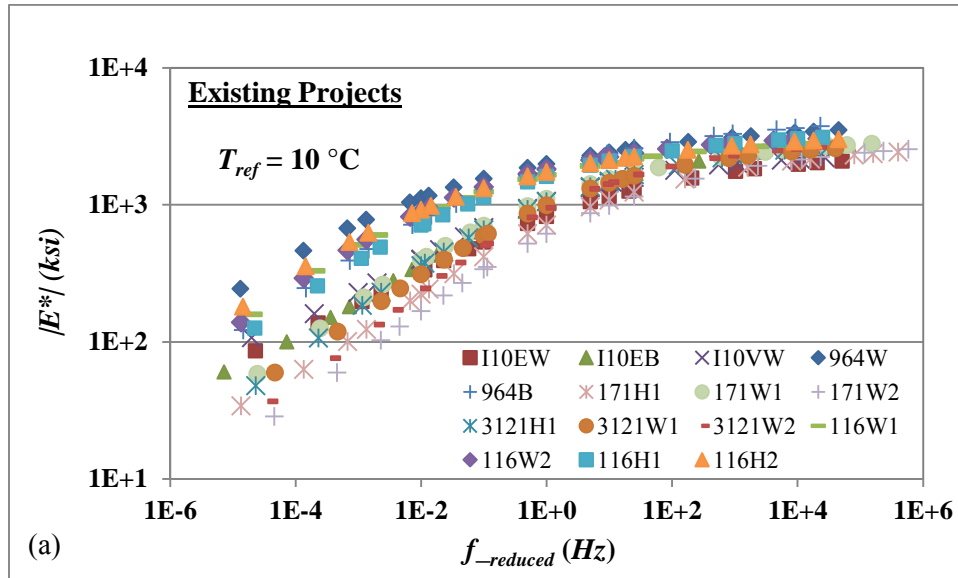 1E+4
Existing Projects
T_ref = 10 °C
1E+3
|E*| (ksi)
1E+2
I10EW I10EB I10VW 964W
964B 171H1 171W1 171W2
3121H1 3121W1 3121W2 116W1
116W2 116H1 116H2
1E+1
1E-6 1E-4 1E-2 1E+0 1E+2 1E+4 1E+6
(a) f_reduced (Hz)